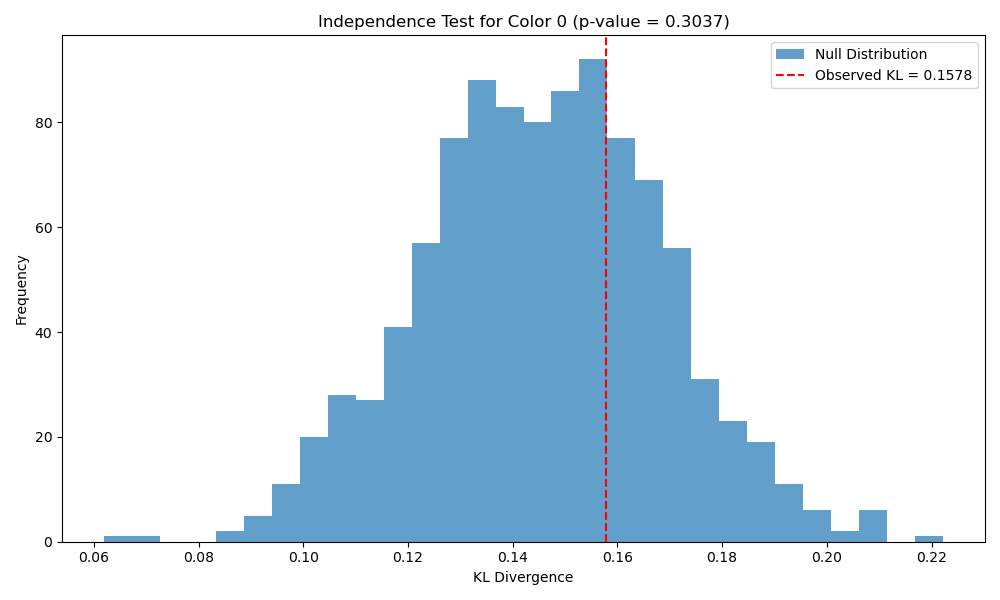 Independence Test for Color 0 (p-value = 0.3037)
Null Distribution
Observed KL = 0.1578
Frequency
80
60
40
20
0
0.06 0.08 0.10 0.12 0.14 0.16 0.18 0.20 0.22
KL Divergence